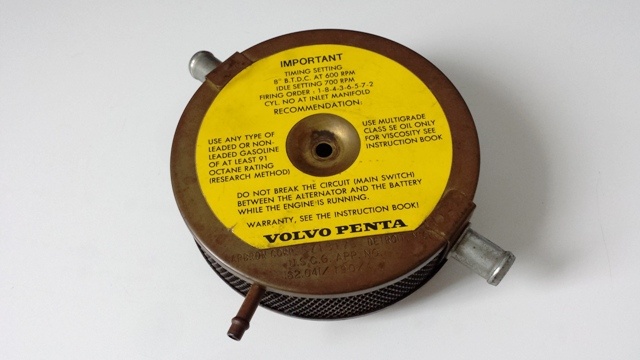 IMPORTANT
TIMING SETTING
8° B.T.D.C. AT 600 RPM
IDLE SETTING 700 RPM
FIRING ORDER : 1-8-4-3-6-5-7-2
CYL. NO AT INLET MANIFOLD
RECOMMENDATION:
USE ANY TYPE OF
LEADED OR NON-
LEADED GASOLINE
OF AT LEAST 91
OCTANE RATING
(RESEARCH METHOD)
USE MULTIGRADE
CLASS SE OIL ONLY
FOR VISCOSITY SEE
INSTRUCTION BOOK
DO NOT BREAK THE CIRCUIT (MAIN SWITCH)
BETWEEN THE ALTERNATOR AND THE BATTERY
WHILE THE ENGINE IS RUNNING.
WARRANTY, SEE THE INSTRUCTION BOOK!
VOLVO PENTA
U.S.C.G. APP. NO.